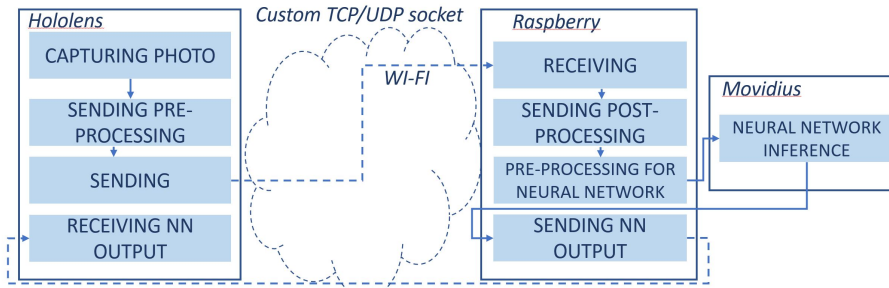 Hololens
CAPTURING PHOTO
SENDING PRE-
PROCESSING
SENDING
RECEIVING NN
OUTPUT
Custom TCP/UDP socket
WI-FI
Raspberry
RECEIVING
SENDING POST-
PROCESSING
PRE-PROCESSING FOR
NEURAL NETWORK
SENDING NN
OUTPUT
Movidius
NEURAL NETWORK
INFERENCE